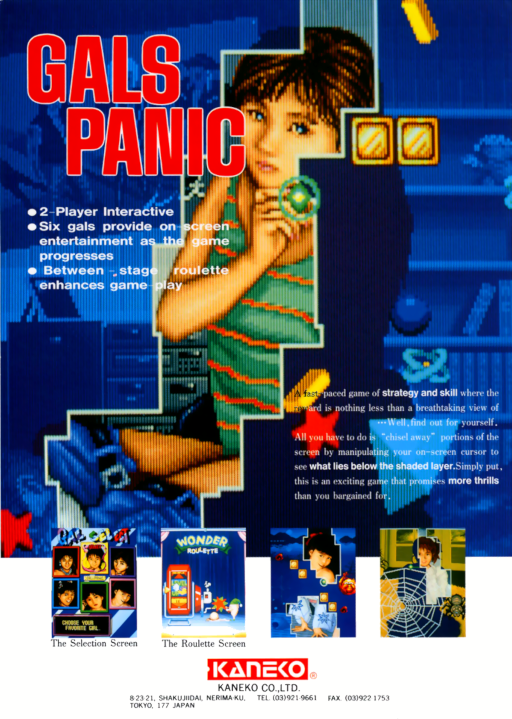 GALS
PANIC
● 2-Player Interactive
● Six gals provide on-screen
entertainment as the game
progresses
● Between-stage roulette
enhances game play
A fast-paced game of strategy and skill where the
reward is nothing less than a breathtaking view of
…Well, find out for yourself.
All you have to do is "chisel away" portions of the
screen by manipulating your on-screen cursor to
see what lies below the shaded layer. Simply put,
this is an exciting game that promises more thrills
than you bargained for.
GAL SELECT
CHOOSE YOUR
FAVORITE GIRL.
WONDER
ROULETTE
The Selection Screen
The Roulette Screen
KANEKO®
KANEKO CO.,LTD.
8-23-21, SHAKUJIIDAI, NERIMA-KU, TEL (03)921-9661 FAX (03)922-1753
TOKYO, 177 JAPAN